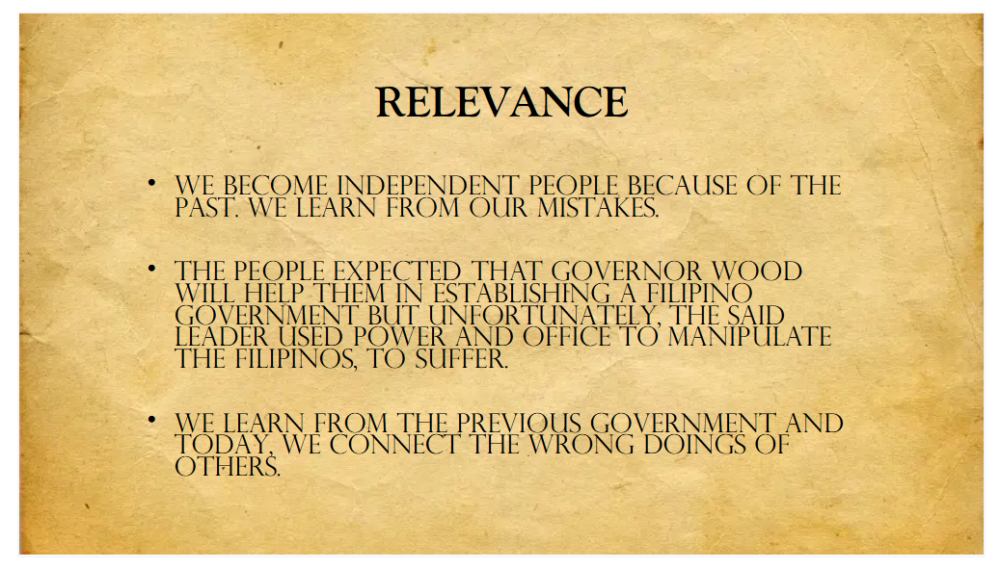 RELEVANCE
• WE BECOME INDEPENDENT PEOPLE BECAUSE OF THE
PAST. WE LEARN FROM OUR MISTAKES.
• THE PEOPLE EXPECTED THAT GOVERNOR WOOD
WILL HELP THEM IN ESTABLISHING A FILIPINO
GOVERNMENT BUT UNFORTUNATELY, THE SAID
LEADER USED POWER AND OFFICE TO MANIPULATE
THE FILIPINOS, TO SUFFER.
• WE LEARN FROM THE PREVIOUS GOVERNMENT AND
TODAY, WE CONNECT THE WRONG DOINGS OF
OTHERS.